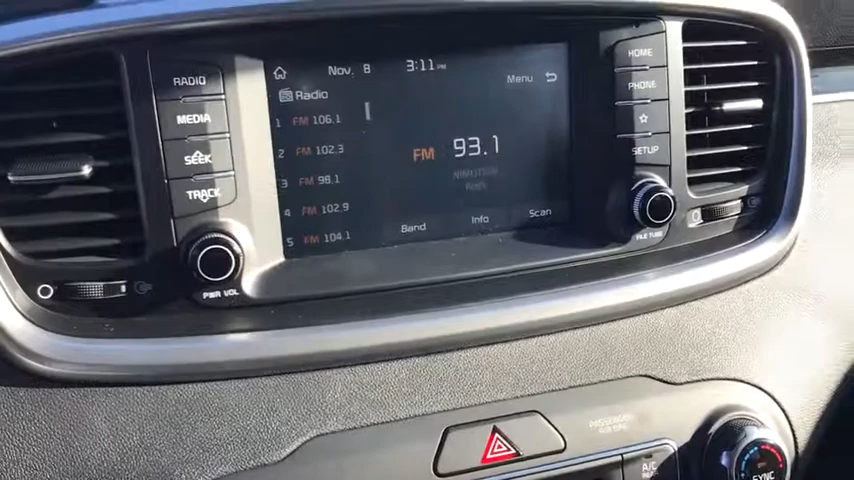 RADIO
MEDIA
SEEK
TRACK
PWR VOL
Nov. 8
3:11 PM
Menu
Radio
1 FM 106.1
2 FM 102.3
3 FM 98.1
4 FM 102.9
5 FM 104.1
FM 93.1
Band
Info
Scan
HOME
PHONE
SETUP
FILE TUNE
PASSENGER
A/C
SYNC